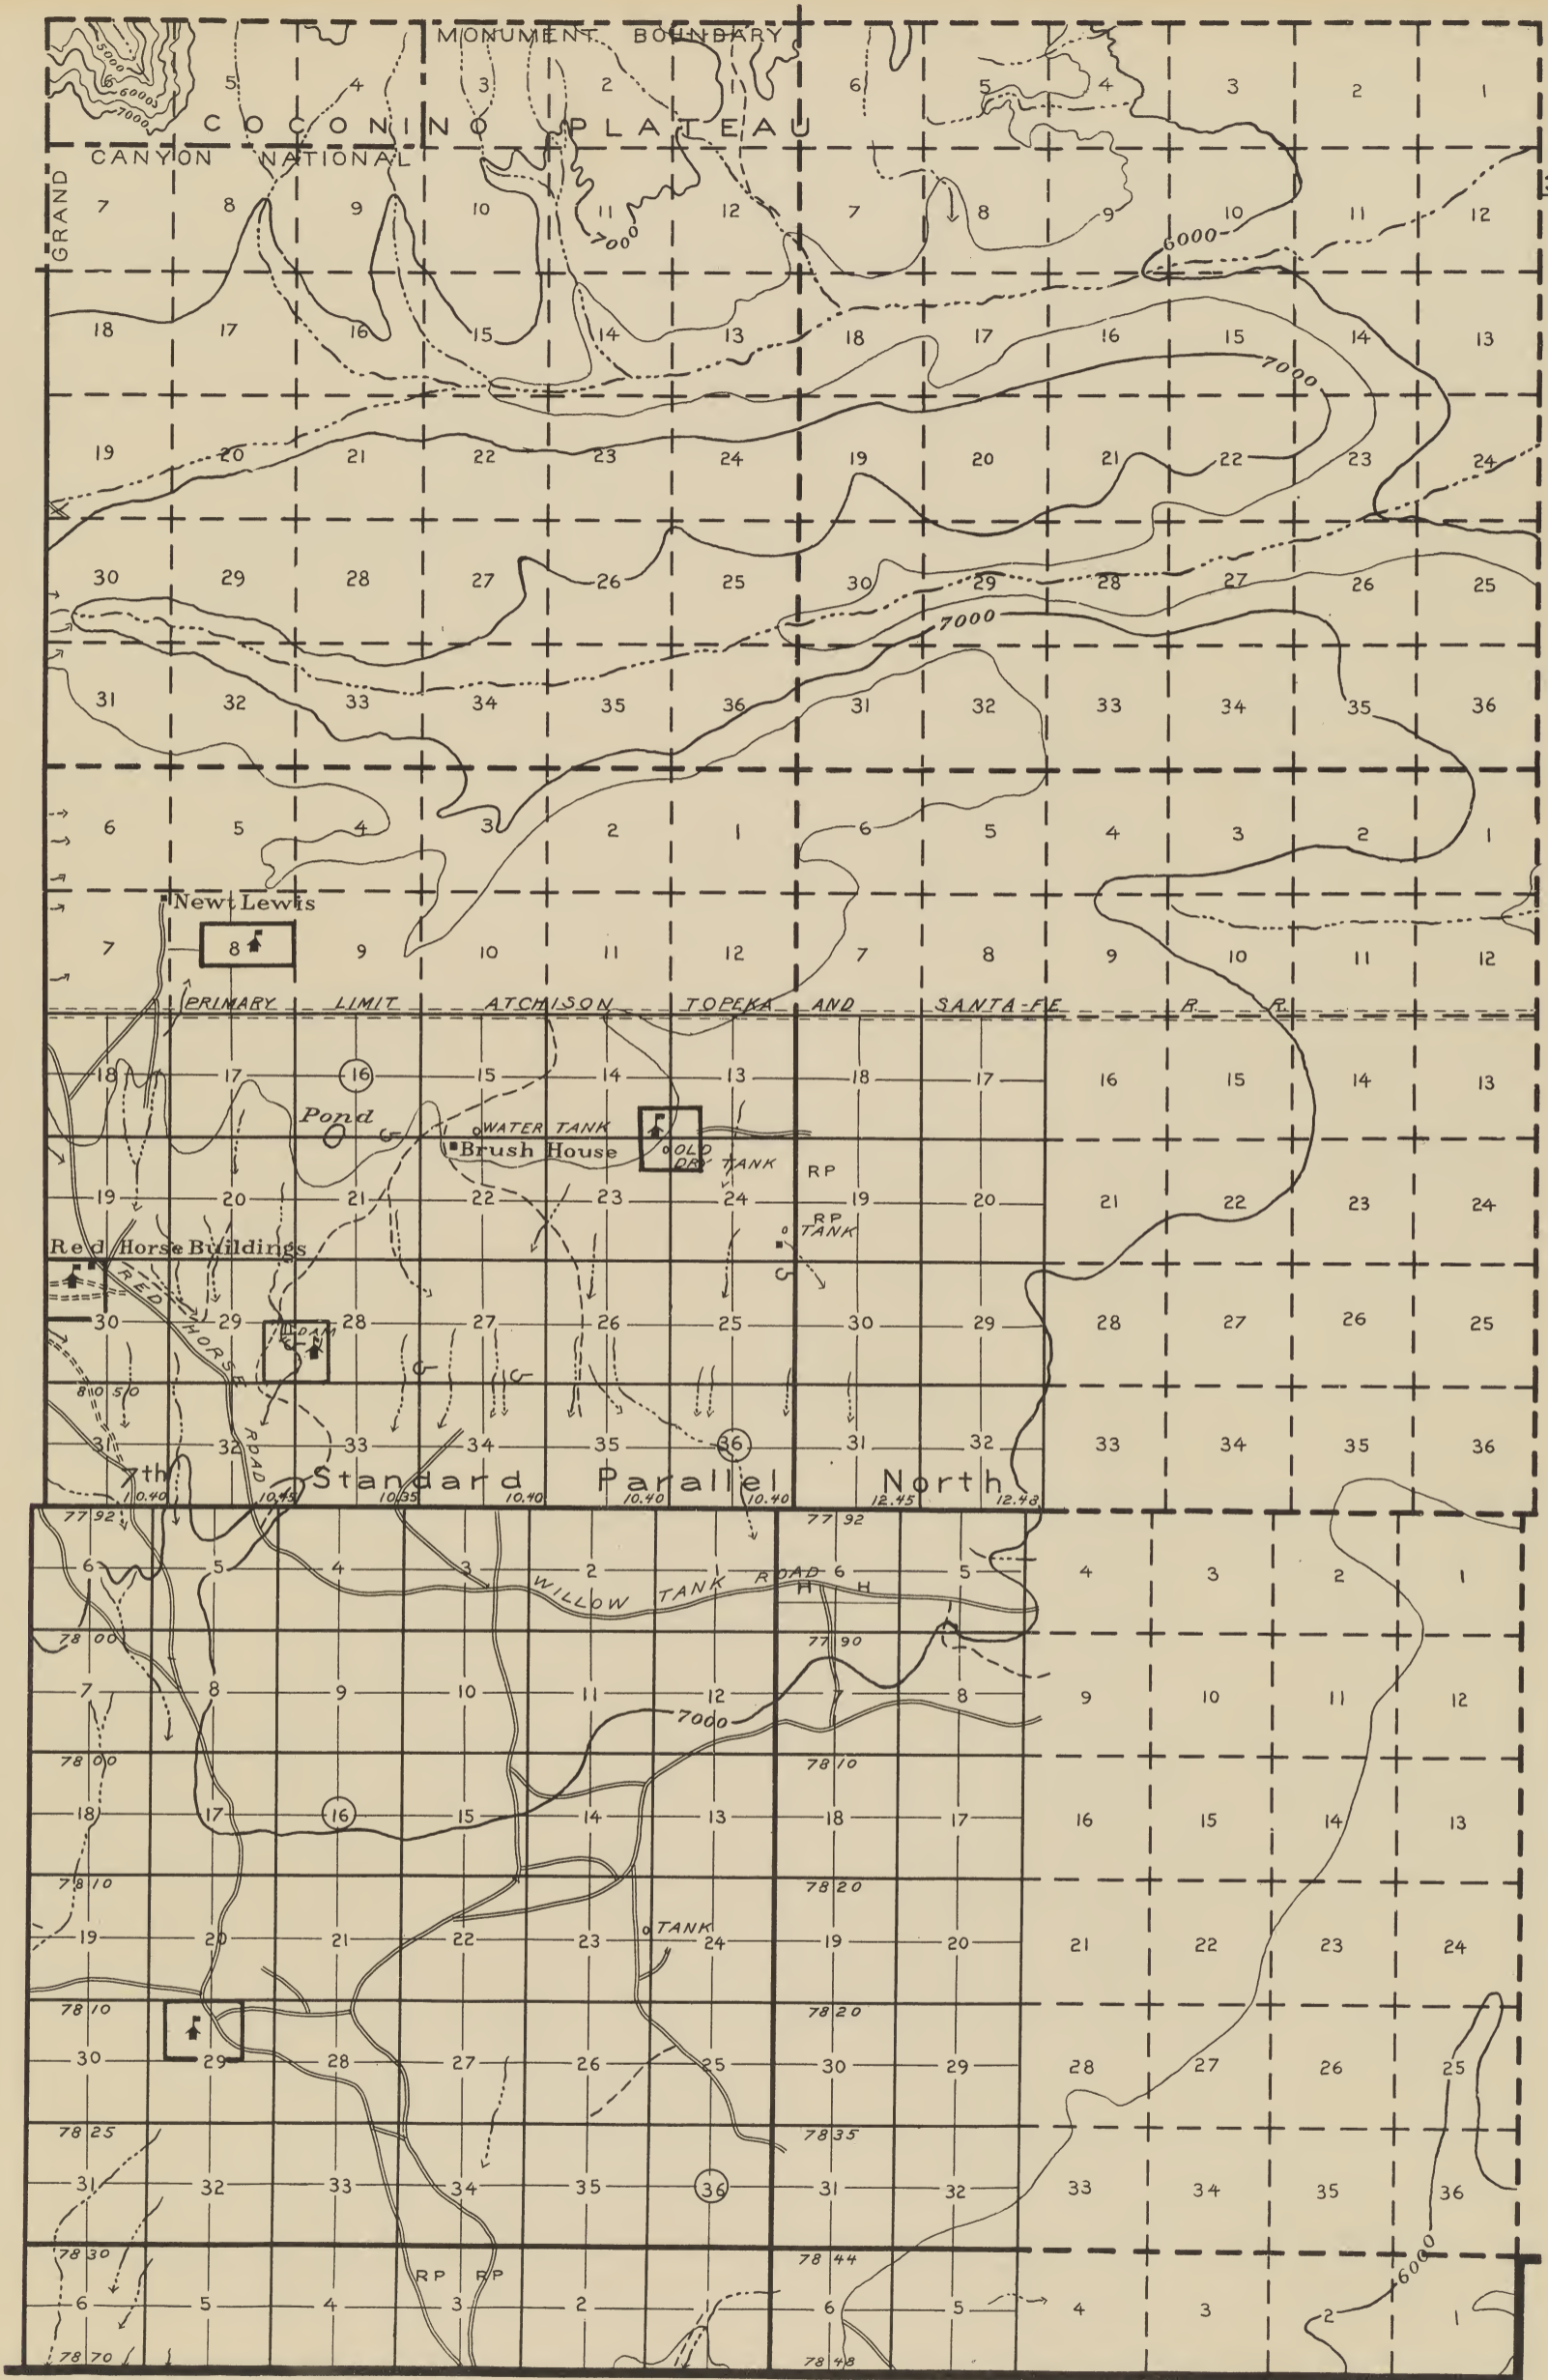 MONUMENT BOUNDARY
5000
6 5 4 3 2 1 6 5 4 3 2 1
6000
7000
COCONINO PLATEAU
CANYON NATIONAL
GRAND
7 8 9 10 11 12 7 8 9 10 11 12
7000
6000
18 17 16 15 14 13 18 17 16 15 14 13
7000
19 20 21 22 23 24 19 20 21 22 23 24
30 29 28 27 26 25 30 29 28 27 26 25
7000
31 32 33 34 35 36 31 32 33 34 35 36
6 5 4 3 2 1 6 5 4 3 2 1
Newt Lewis
7 8 9 10 11 12 7 8 9 10 11 12
PRIMARY LIMIT ATCHISON TOPEKA AND SANTA-FE R. R.
18 17 16 15 14 13 18 17 16 15 14 13
Pond
WATER TANK
Brush House
OLD
DRY TANK
RP
19 20 21 22 23 24 19 20 21 22 23 24
RP
TANK
Red Horse Buildings
RED HORSE ROAD
30 29 28 27 26 25 30 29 28 27 26 25
DAM
80 50
31 32 33 34 35 36 31 32 33 34 35 36
7th Standard Parallel North
10.40 10.45 10.35 10.40 10.40 10.40 12.45 12.48
77 92 77 92
6 5 4 3 2 1 6 5 4 3 2 1
WILLOW TANK ROAD
H H
78 00 77 90
7 8 9 10 11 12 7 8 9 10 11 12
7000
78 00 78 10
18 17 16 15 14 13 18 17 16 15 14 13
78 10 78 20
TANK
19 20 21 22 23 24 19 20 21 22 23 24
78 10 78 20
30 29 28 27 26 25 30 29 28 27 26 25
78 25 78 35
31 32 33 34 35 36 31 32 33 34 35 36
78 30 78 44
6000
RP RP
6 5 4 3 2 1 6 5 4 3 2 1
78 70 78 48